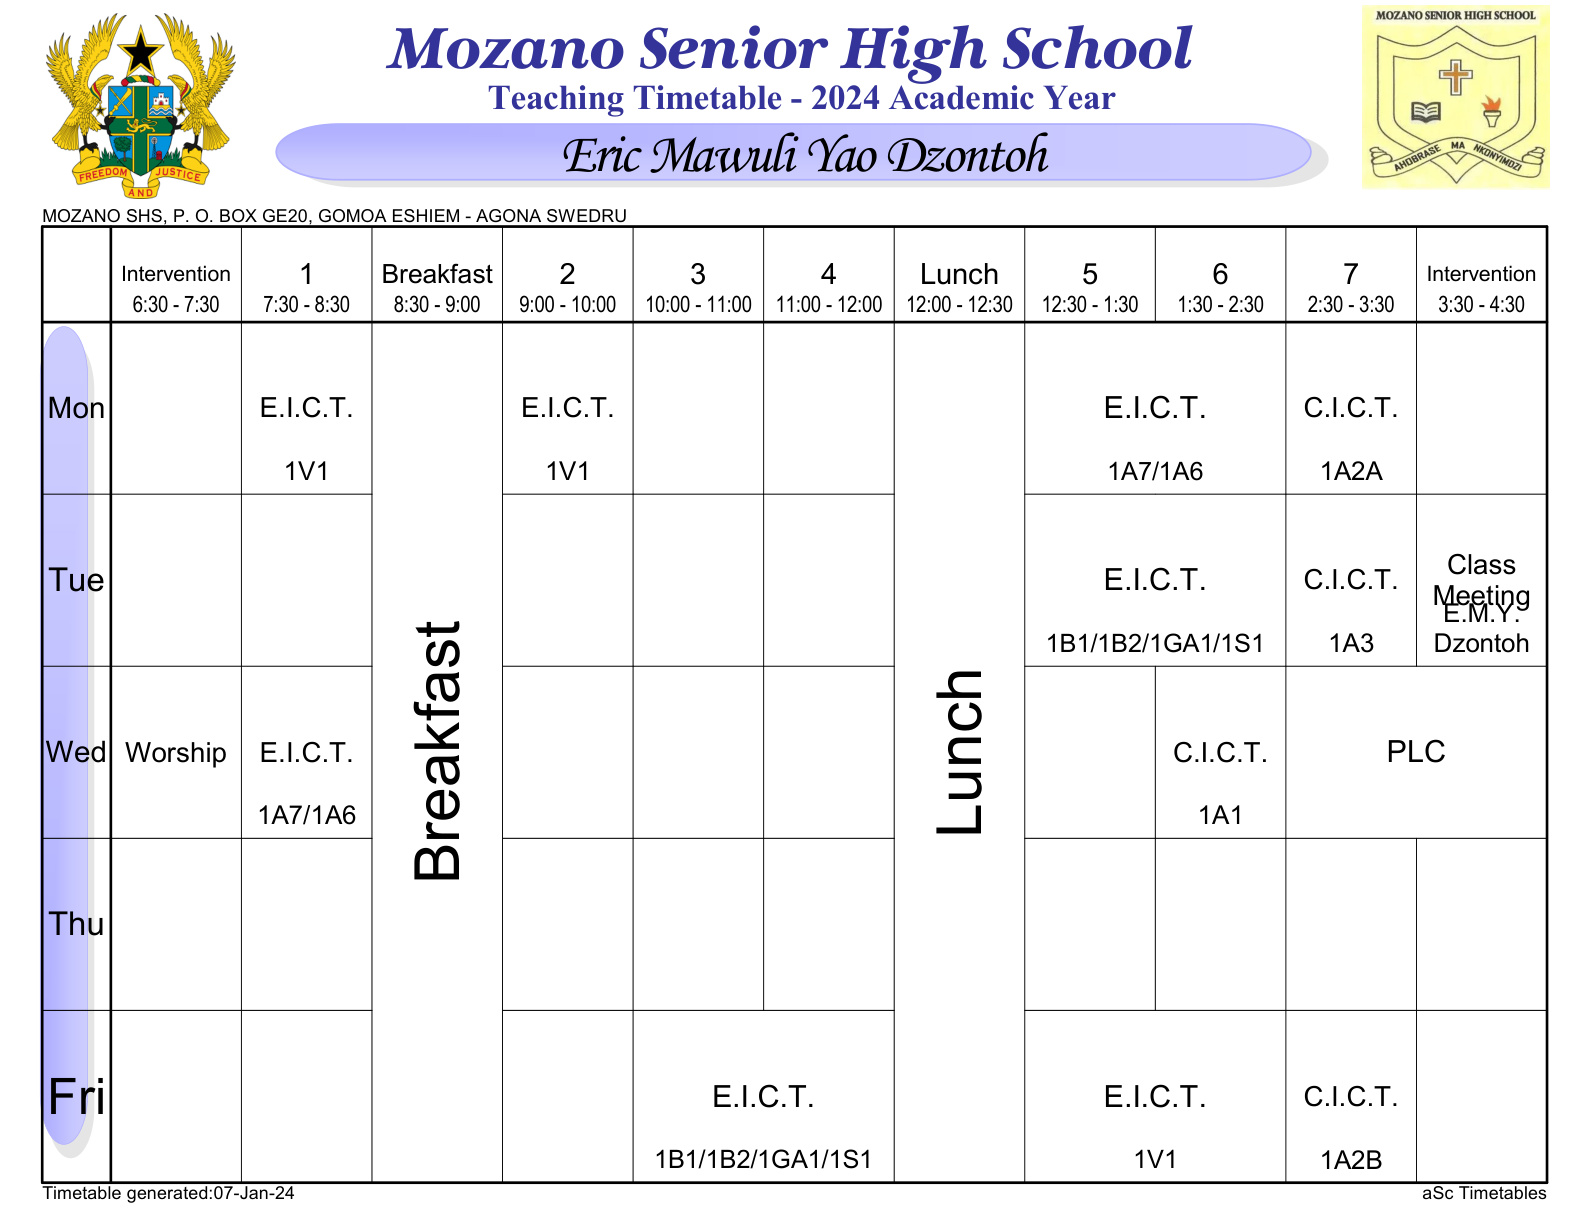 Mozano Senior High School
Teaching Timetable - 2024 Academic Year
Eric Mawuli Yao Dzontoh
FREEDOM AND JUSTICE
MOZANO SENIOR HIGH SCHOOL
AHOBRASE MA NKONYIMDZI
MOZANO SHS, P. O. BOX GE20, GOMOA ESHIEM - AGONA SWEDRU
Intervention 1 Breakfast 2 3 4 Lunch 5 6 7 Intervention
6:30 - 7:30 7:30 - 8:30 8:30 - 9:00 9:00 - 10:00 10:00 - 11:00 11:00 - 12:00 12:00 - 12:30 12:30 - 1:30 1:30 - 2:30 2:30 - 3:30 3:30 - 4:30
Mon E.I.C.T. E.I.C.T. E.I.C.T. C.I.C.T.
1V1 1V1 1A7/1A6 1A2A
Tue E.I.C.T. C.I.C.T. Class
Meeting
E.M.Y.
1B1/1B2/1GA1/1S1 1A3 Dzontoh
Breakfast
Lunch
Wed Worship E.I.C.T. C.I.C.T. PLC
1A7/1A6 1A1
Thu
Fri E.I.C.T. E.I.C.T. C.I.C.T.
1B1/1B2/1GA1/1S1 1V1 1A2B
Timetable generated:07-Jan-24 aSc Timetables